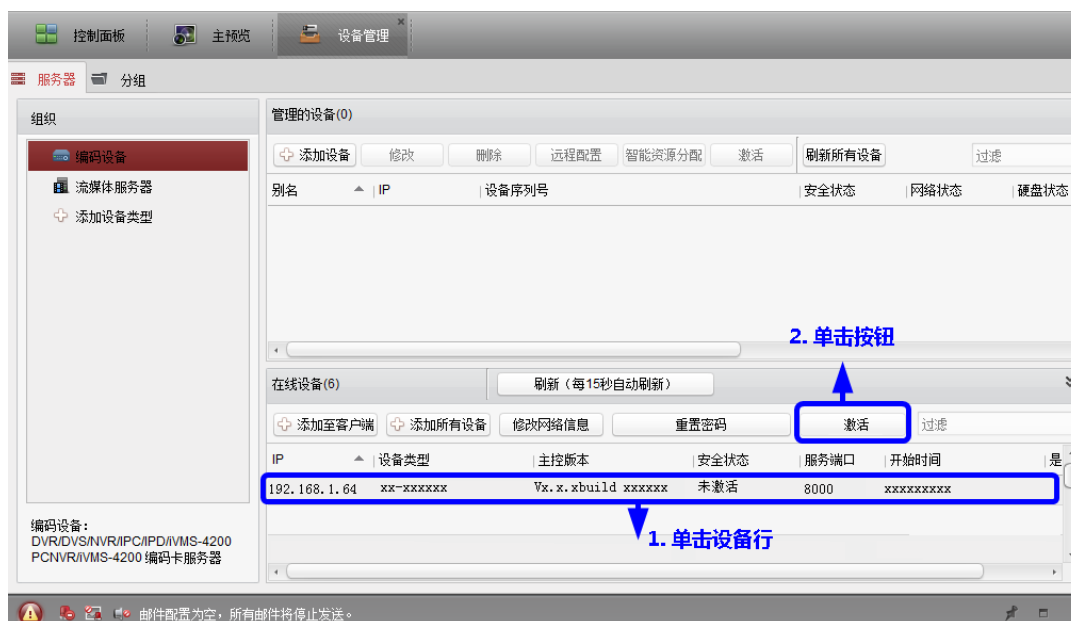 控制面板 主预览 设备管理
服务器 分组
组织
编码设备
流媒体服务器
添加设备类型
编码设备：
DVR/DVS/NVR/IPC/IPD/iVMS-4200
PCNVR/iVMS-4200 编码卡服务器
管理的设备(0)
添加设备 修改 删除 远程配置 智能资源分配 激活 刷新所有设备 过滤
别名 IP 设备序列号 安全状态 网络状态 硬盘状态
2. 单击按钮
在线设备(6) 刷新（每15秒自动刷新）
添加至客户端 添加所有设备 修改网络信息 重置密码 激活 过滤
IP 设备类型 主控版本 安全状态 服务端口 开始时间 是
192.168.1.64 xx-xxxxxx Vx.x.xbuild xxxxxx 未激活 8000 xxxxxxxxx
1. 单击设备行
邮件配置为空，所有邮件将停止发送。